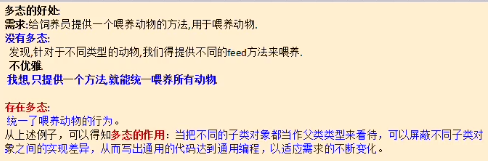 多态的好处:
需求:给饲养员提供一个喂养动物的方法,用于喂养动物.
没有多态:
发现,针对于不同类型的动物,我们得提供不同的feed方法来喂养.
不优雅.
我想,只提供一个方法,就能统一喂养所有动物.
存在多态:
统一了喂养动物的行为。
从上述例子，可以得知多态的作用：当把不同的子类对象都当作父类类型来看待，可以屏蔽不同子类对
象之间的实现差异，从而写出通用的代码达到通用编程，以适应需求的不断变化。